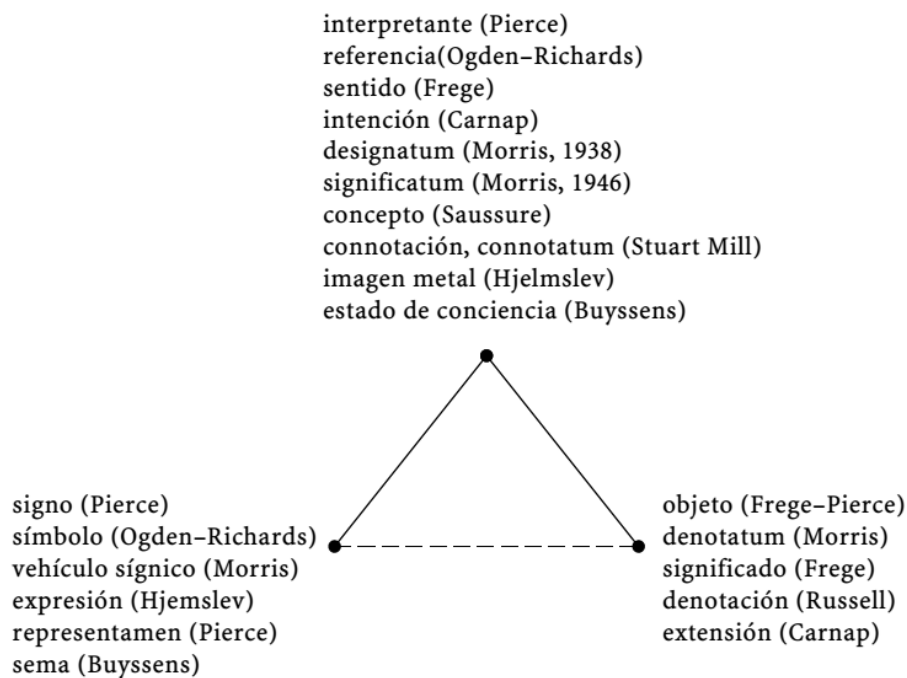 interpretante (Pierce)
referencia(Ogden–Richards)
sentido (Frege)
intención (Carnap)
designatum (Morris, 1938)
significatum (Morris, 1946)
concepto (Saussure)
connotación, connotatum (Stuart Mill)
imagen metal (Hjelmslev)
estado de conciencia (Buyssens)
signo (Pierce)
símbolo (Ogden–Richards)
vehículo sígnico (Morris)
expresión (Hjemslev)
representamen (Pierce)
sema (Buyssens)
objeto (Frege–Pierce)
denotatum (Morris)
significado (Frege)
denotación (Russell)
extensión (Carnap)